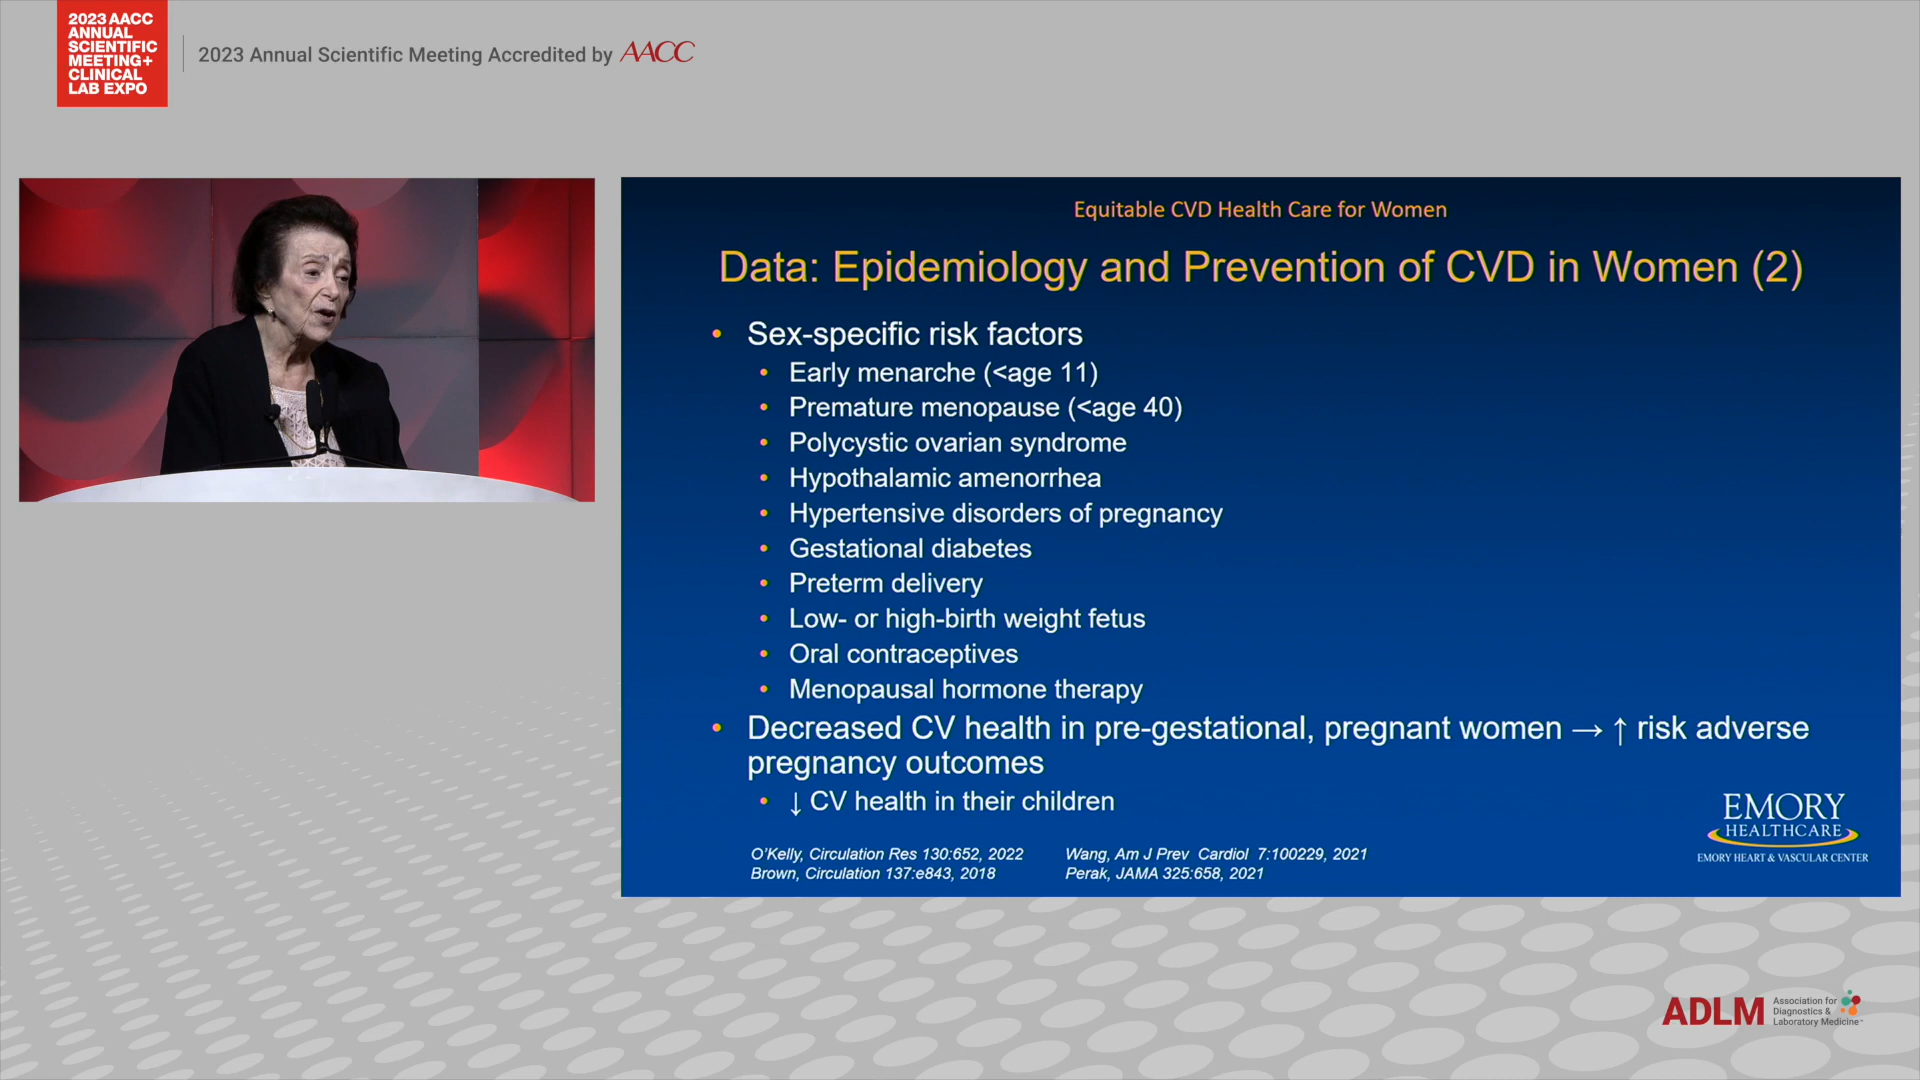 2023 AACC
ANNUAL
SCIENTIFIC
MEETING+
CLINICAL
LAB EXPO
2023 Annual Scientific Meeting Accredited by AACC
Equitable CVD Health Care for Women
Data: Epidemiology and Prevention of CVD in Women (2)
• Sex-specific risk factors
• Early menarche (<age 11)
• Premature menopause (<age 40)
• Polycystic ovarian syndrome
• Hypothalamic amenorrhea
• Hypertensive disorders of pregnancy
• Gestational diabetes
• Preterm delivery
• Low- or high-birth weight fetus
• Oral contraceptives
• Menopausal hormone therapy
• Decreased CV health in pre-gestational, pregnant women → ↑ risk adverse
pregnancy outcomes
• ↓ CV health in their children
O'Kelly, Circulation Res 130:652, 2022
Brown, Circulation 137:e843, 2018
Wang, Am J Prev Cardiol 7:100229, 2021
Perak, JAMA 325:658, 2021
EMORY
HEALTHCARE
EMORY HEART & VASCULAR CENTER
ADLM
Association for
Diagnostics &
Laboratory Medicine